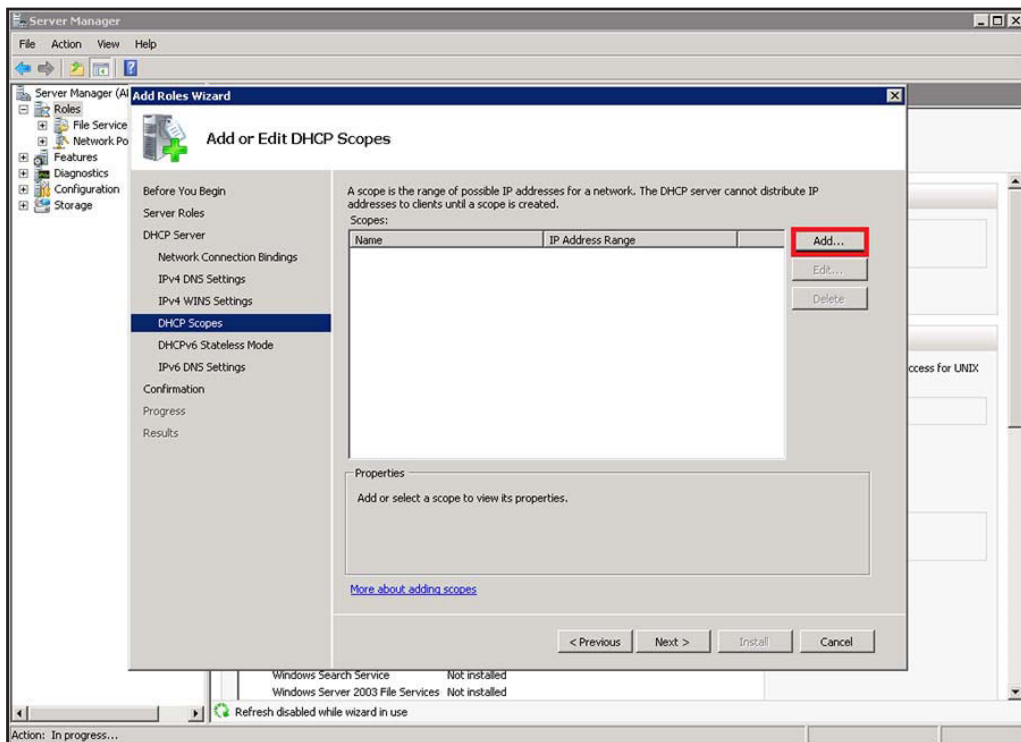 Server Manager
File Action View Help
Server Manager (Al
Roles
File Service
Network Po
Features
Diagnostics
Configuration
Storage
Add Roles Wizard
Add or Edit DHCP Scopes
Before You Begin
Server Roles
DHCP Server
Network Connection Bindings
IPv4 DNS Settings
IPv4 WINS Settings
DHCP Scopes
DHCPv6 Stateless Mode
IPv6 DNS Settings
Confirmation
Progress
Results
A scope is the range of possible IP addresses for a network. The DHCP server cannot distribute IP
addresses to clients until a scope is created.
Scopes:
Name IP Address Range
Add...
Edit...
Delete
Properties
Add or select a scope to view its properties.
More about adding scopes
< Previous Next > Install Cancel
ccess for UNIX
Windows Search Service Not installed
Windows Server 2003 File Services Not installed
Refresh disabled while wizard in use
Action: In progress...